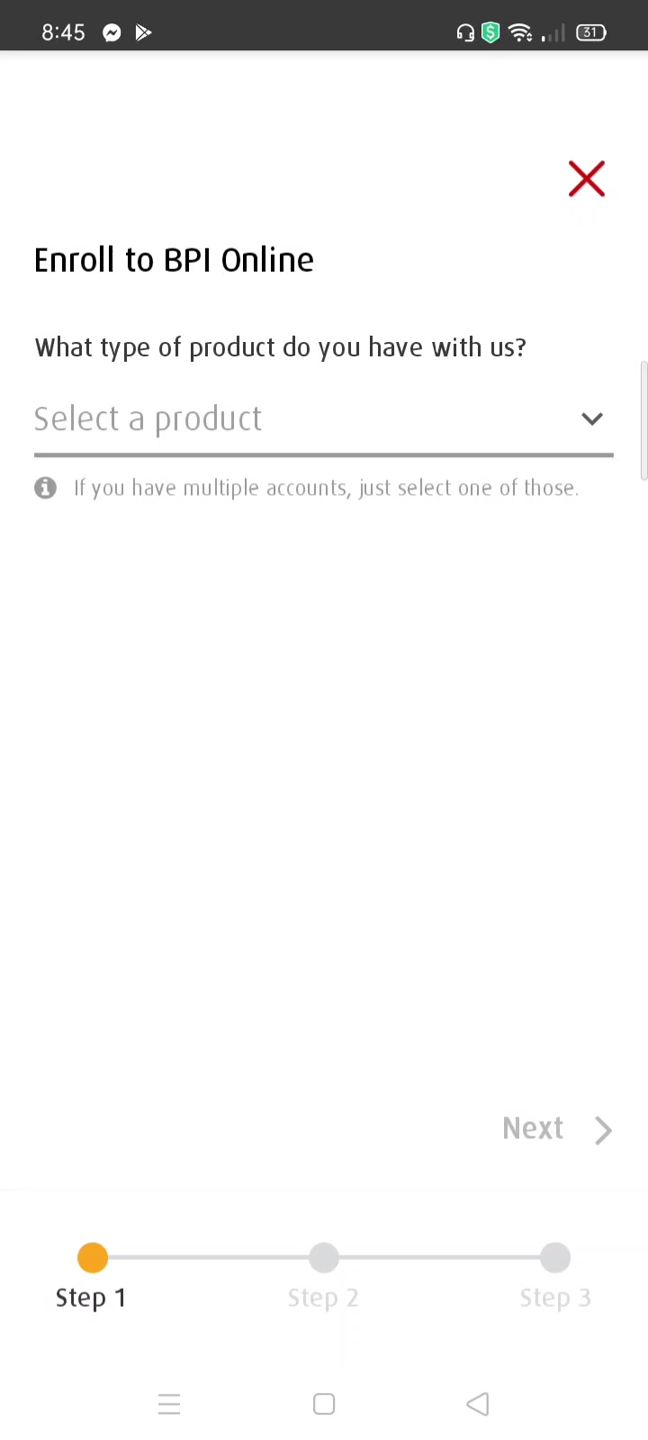 8:45
31
Enroll to BPI Online
What type of product do you have with us?
Select a product
If you have multiple accounts, just select one of those.
Next
Step 1
Step 2
Step 3